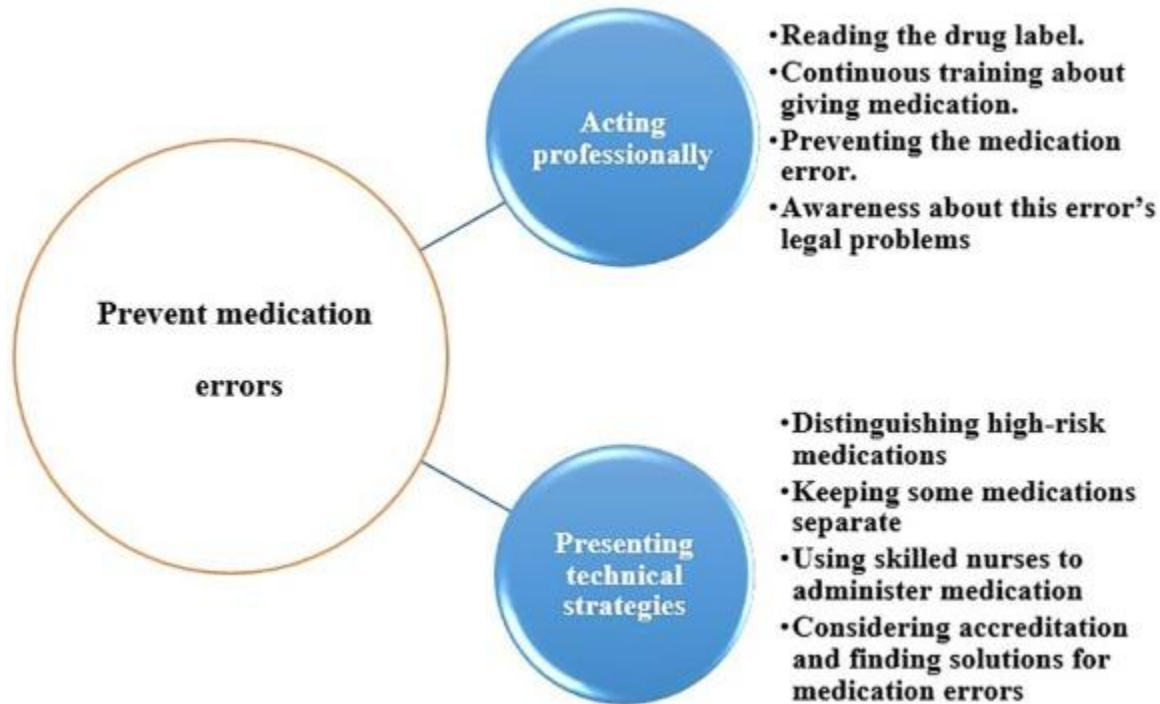 Prevent medication
errors
Acting
professionally
•Reading the drug label.
•Continuous training about
giving medication.
•Preventing the medication
error.
•Awareness about this error’s
legal problems
Presenting
technical
strategies
•Distinguishing high-risk
medications
•Keeping some medications
separate
•Using skilled nurses to
administer medication
•Considering accreditation
and finding solutions for
medication errors